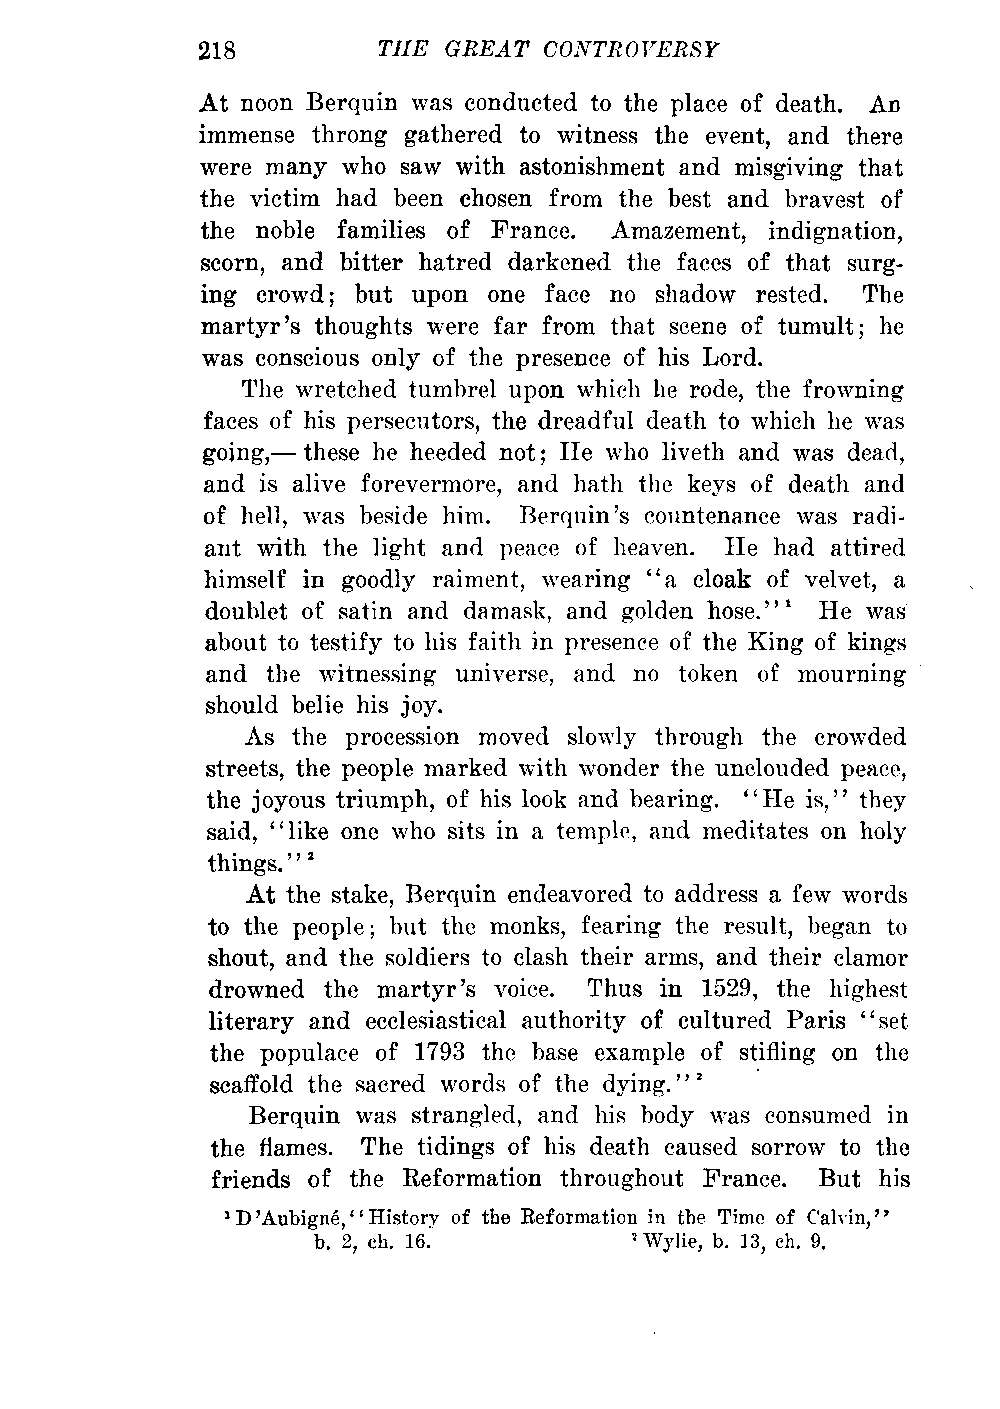 218 THE GREAT CONTROVERSY
At noon Berquin was conducted to the place of death. An
immense throng gathered to witness the event, and there
were many who saw with astonishment and misgiving that
the victim had been chosen from the best and bravest of
the noble families of France. Amazement, indignation,
scorn, and bitter hatred darkened the faces of that surg-
ing crowd; but upon one face no shadow rested. The
martyr's thoughts were far from that scene of tumult; he
was conscious only of the presence of his Lord.
The wretched tumbrel upon which he rode, the frowning
faces of his persecutors, the dreadful death to which he was
going,— these he heeded not; He who liveth and was dead,
and is alive forevermore, and hath the keys of death and
of hell, was beside him. Berquin's countenance was radi-
ant with the light and peace of heaven. He had attired
himself in goodly raiment, wearing "a cloak of velvet, a
doublet of satin and damask, and golden hose."¹ He was
about to testify to his faith in presence of the King of kings
and the witnessing universe, and no token of mourning
should belie his joy.
As the procession moved slowly through the crowded
streets, the people marked with wonder the unclouded peace,
the joyous triumph, of his look and bearing. "He is," they
said, "like one who sits in a temple, and meditates on holy
things."²
At the stake, Berquin endeavored to address a few words
to the people; but the monks, fearing the result, began to
shout, and the soldiers to clash their arms, and their clamor
drowned the martyr's voice. Thus in 1529, the highest
literary and ecclesiastical authority of cultured Paris "set
the populace of 1793 the base example of stifling on the
scaffold the sacred words of the dying."²
Berquin was strangled, and his body was consumed in
the flames. The tidings of his death caused sorrow to the
friends of the Reformation throughout France. But his
¹ D'Aubigné, "History of the Reformation in the Time of Calvin,"
b. 2, ch. 16. ² Wylie, b. 13, ch. 9.